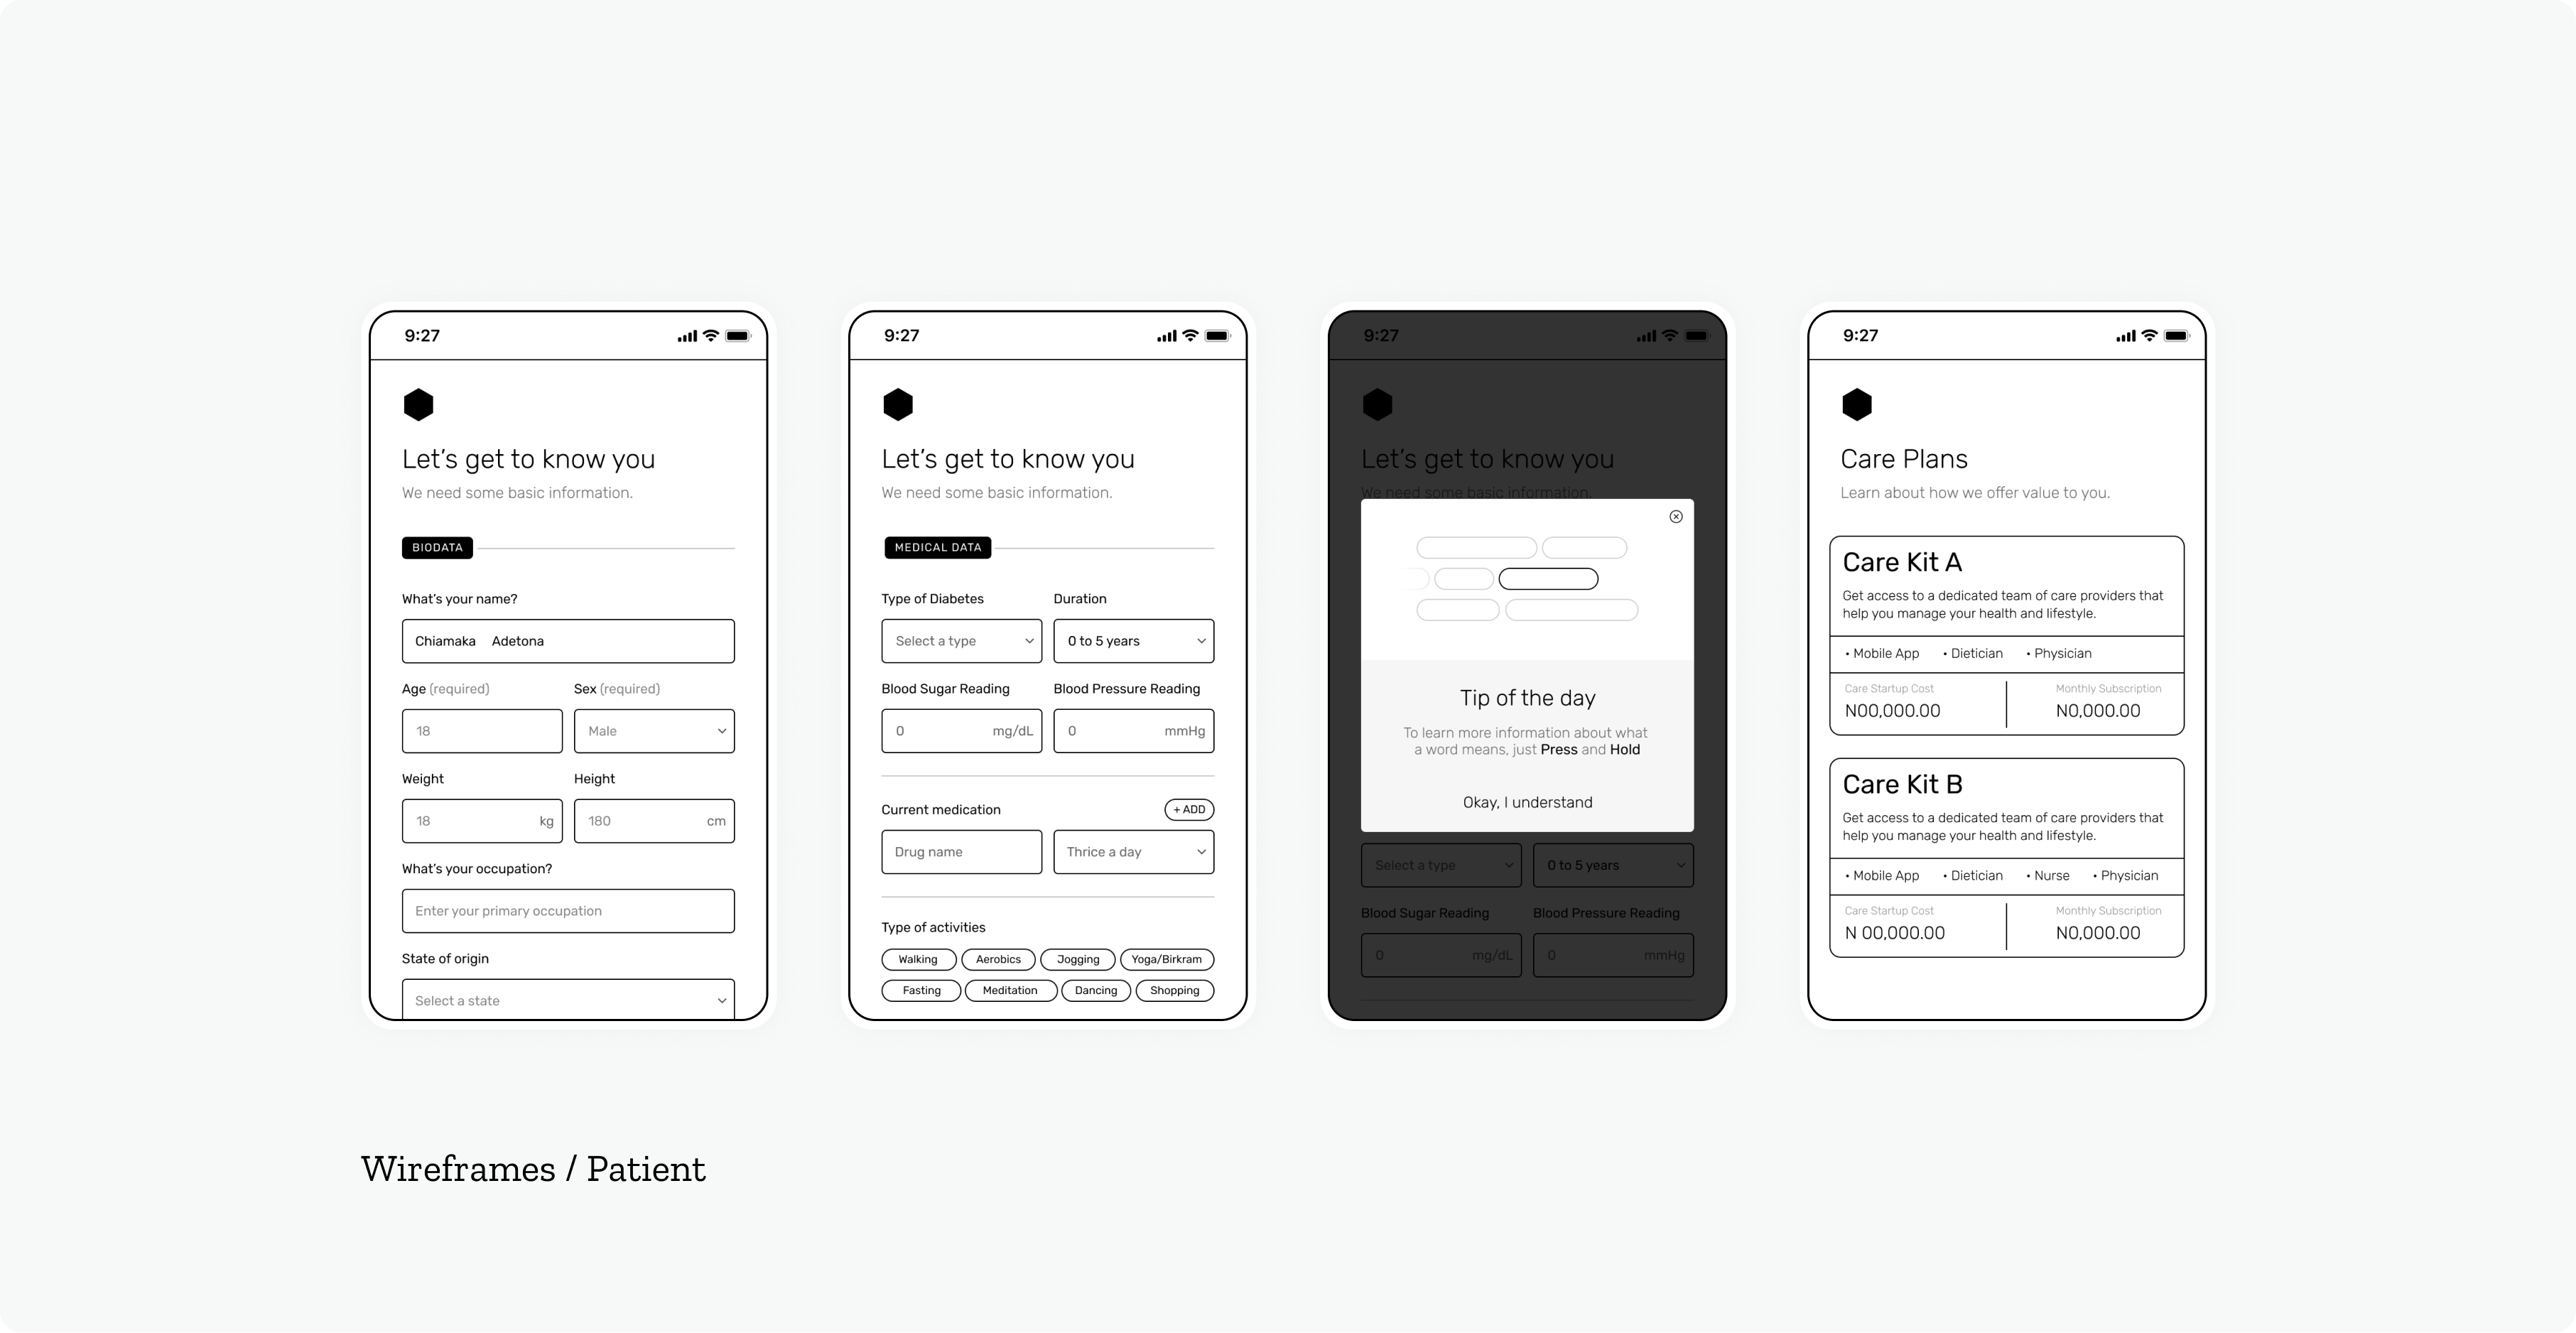 9:27
Let's get to know you
We need some basic information.
BIODATA
What's your name?
Chiamaka Adetona
Age (required) Sex (required)
18 Male
Weight Height
18 kg 180 cm
What's your occupation?
Enter your primary occupation
State of origin
Select a state
9:27
Let's get to know you
We need some basic information.
MEDICAL DATA
Type of Diabetes Duration
Select a type 0 to 5 years
Blood Sugar Reading Blood Pressure Reading
0 mg/dL 0 mmHg
Current medication + ADD
Drug name Thrice a day
Type of activities
Walking Aerobics Jogging Yoga/Birkram
Fasting Meditation Dancing Shopping
9:27
Let's get to know you
We need some basic information.
Tip of the day
To learn more information about what
a word means, just Press and Hold
Okay, I understand
Select a type 0 to 5 years
Blood Sugar Reading Blood Pressure Reading
0 mg/dL 0 mmHg
9:27
Care Plans
Learn about how we offer value to you.
Care Kit A
Get access to a dedicated team of care providers that
help you manage your health and lifestyle.
• Mobile App • Dietician • Physician
Care Startup Cost Monthly Subscription
N00,000.00 N0,000.00
Care Kit B
Get access to a dedicated team of care providers that
help you manage your health and lifestyle.
• Mobile App • Dietician • Nurse • Physician
Care Startup Cost Monthly Subscription
N 00,000.00 N0,000.00
Wireframes / Patient